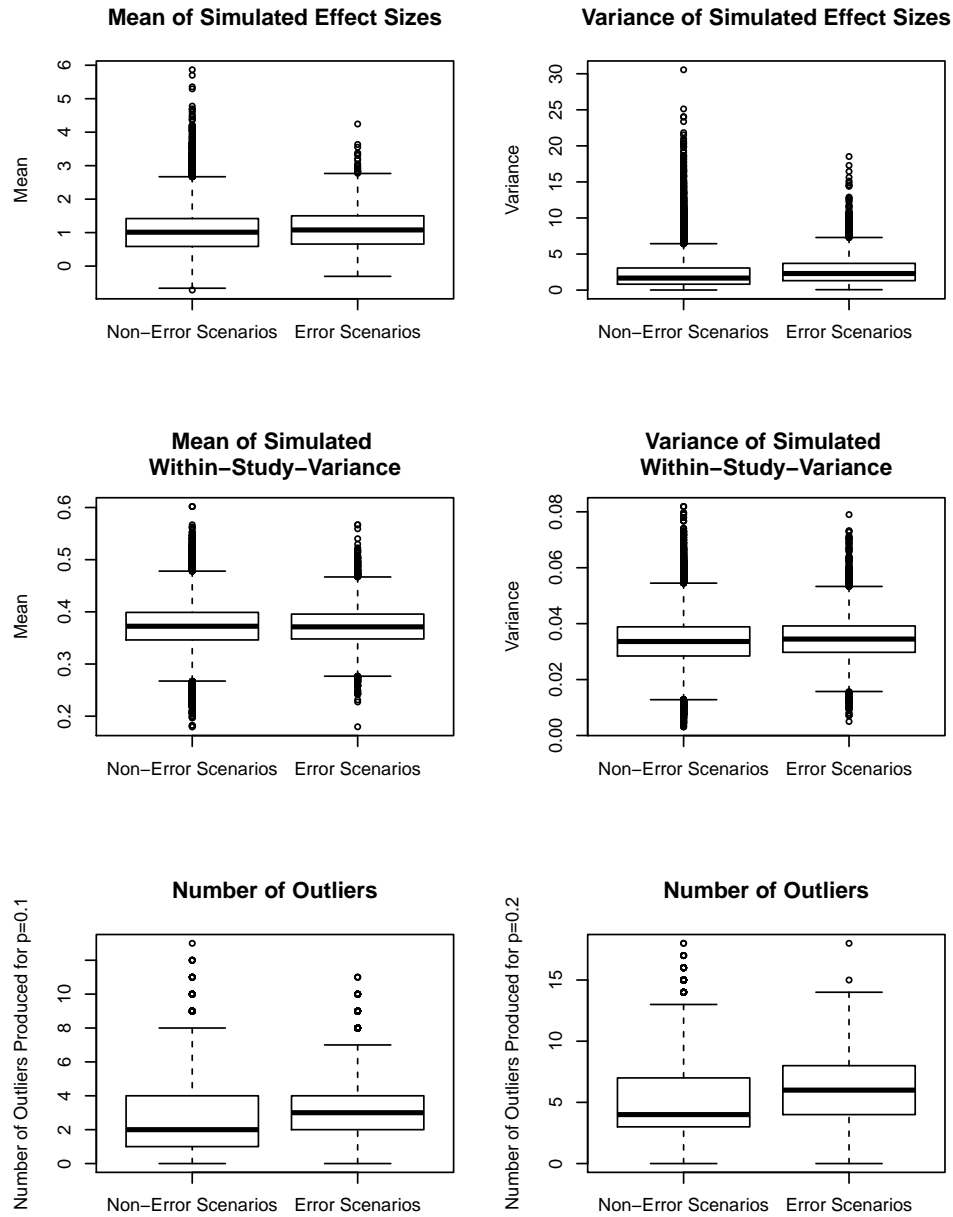 Mean of Simulated Effect Sizes
Mean
0 1 2 3 4 5 6
Non−Error Scenarios Error Scenarios
Variance of Simulated Effect Sizes
Variance
0 5 10 15 20 25 30
Non−Error Scenarios Error Scenarios
Mean of Simulated
Within−Study−Variance
Mean
0.2 0.3 0.4 0.5 0.6
Non−Error Scenarios Error Scenarios
Variance of Simulated
Within−Study−Variance
Variance
0.00 0.02 0.04 0.06 0.08
Non−Error Scenarios Error Scenarios
Number of Outliers
Number of Outliers Produced for p=0.1
0 2 4 6 8 10
Non−Error Scenarios Error Scenarios
Number of Outliers
Number of Outliers Produced for p=0.2
0 5 10 15
Non−Error Scenarios Error Scenarios